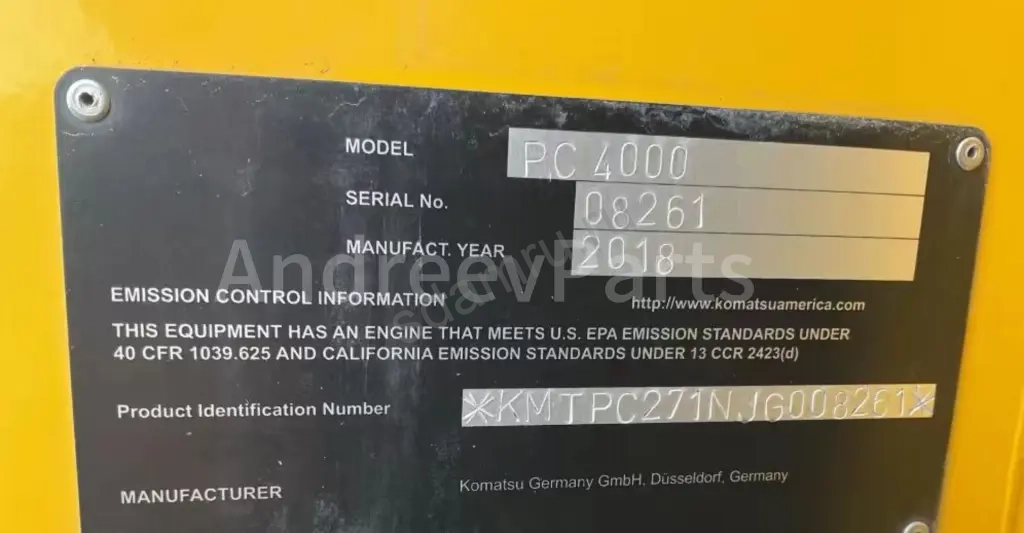 MODEL PC 4000
SERIAL No. 08261
MANUFACT. YEAR 2018
AndreevParts
EMISSION CONTROL INFORMATION http://www.komatsuamerica.com
THIS EQUIPMENT HAS AN ENGINE THAT MEETS U.S. EPA EMISSION STANDARDS UNDER
40 CFR 1039.625 AND CALIFORNIA EMISSION STANDARDS UNDER 13 CCR 2423(d)
Product Identification Number *KMTPC271NJG008261*
MANUFACTURER Komatsu Germany GmbH, Düsseldorf, Germany